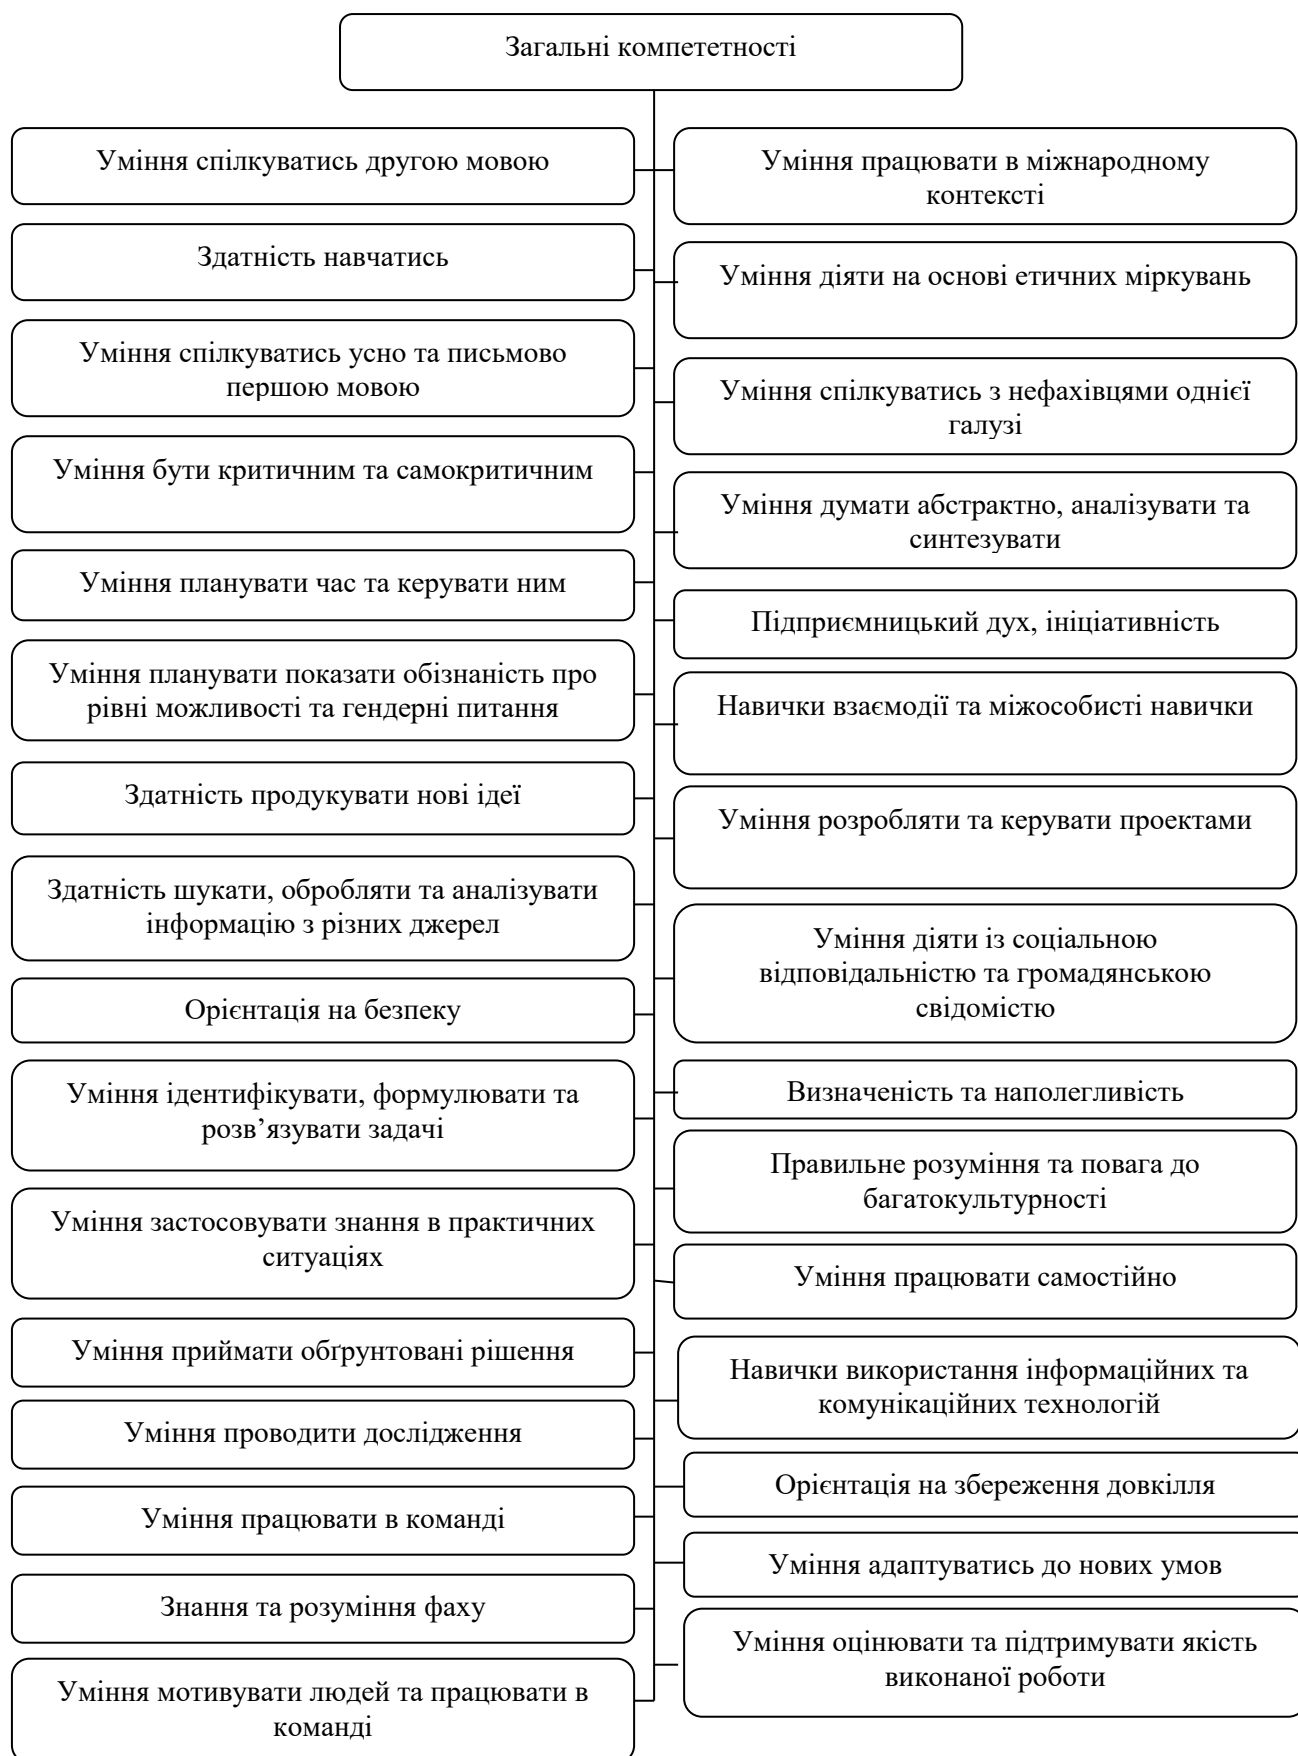 Загальні компететності
Уміння спілкуватись другою мовою
Здатність навчатись
Уміння спілкуватись усно та письмово
першою мовою
Уміння бути критичним та самокритичним
Уміння планувати час та керувати ним
Уміння планувати показати обізнаність про
рівні можливості та гендерні питання
Здатність продукувати нові ідеї
Здатність шукати, обробляти та аналізувати
інформацію з різних джерел
Орієнтація на безпеку
Уміння ідентифікувати, формулювати та
розв’язувати задачі
Уміння застосовувати знання в практичних
ситуаціях
Уміння приймати обґрунтовані рішення
Уміння проводити дослідження
Уміння працювати в команді
Знання та розуміння фаху
Уміння мотивувати людей та працювати в
команді
Уміння працювати в міжнародному
контексті
Уміння діяти на основі етичних міркувань
Уміння спілкуватись з нефахівцями однієї
галузі
Уміння думати абстрактно, аналізувати та
синтезувати
Підприємницький дух, ініціативність
Навички взаємодії та міжособисті навички
Уміння розробляти та керувати проектами
Уміння діяти із соціальною
відповідальністю та громадянською
свідомістю
Визначеність та наполегливість
Правильне розуміння та повага до
багатокультурності
Уміння працювати самостійно
Навички використання інформаційних та
комунікаційних технологій
Орієнтація на збереження довкілля
Уміння адаптуватись до нових умов
Уміння оцінювати та підтримувати якість
виконаної роботи